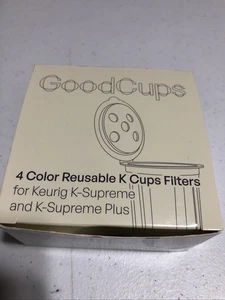 GoodCups
4 Color Reusable K Cups Filters
for Keurig K-Supreme
and K-Supreme Plus